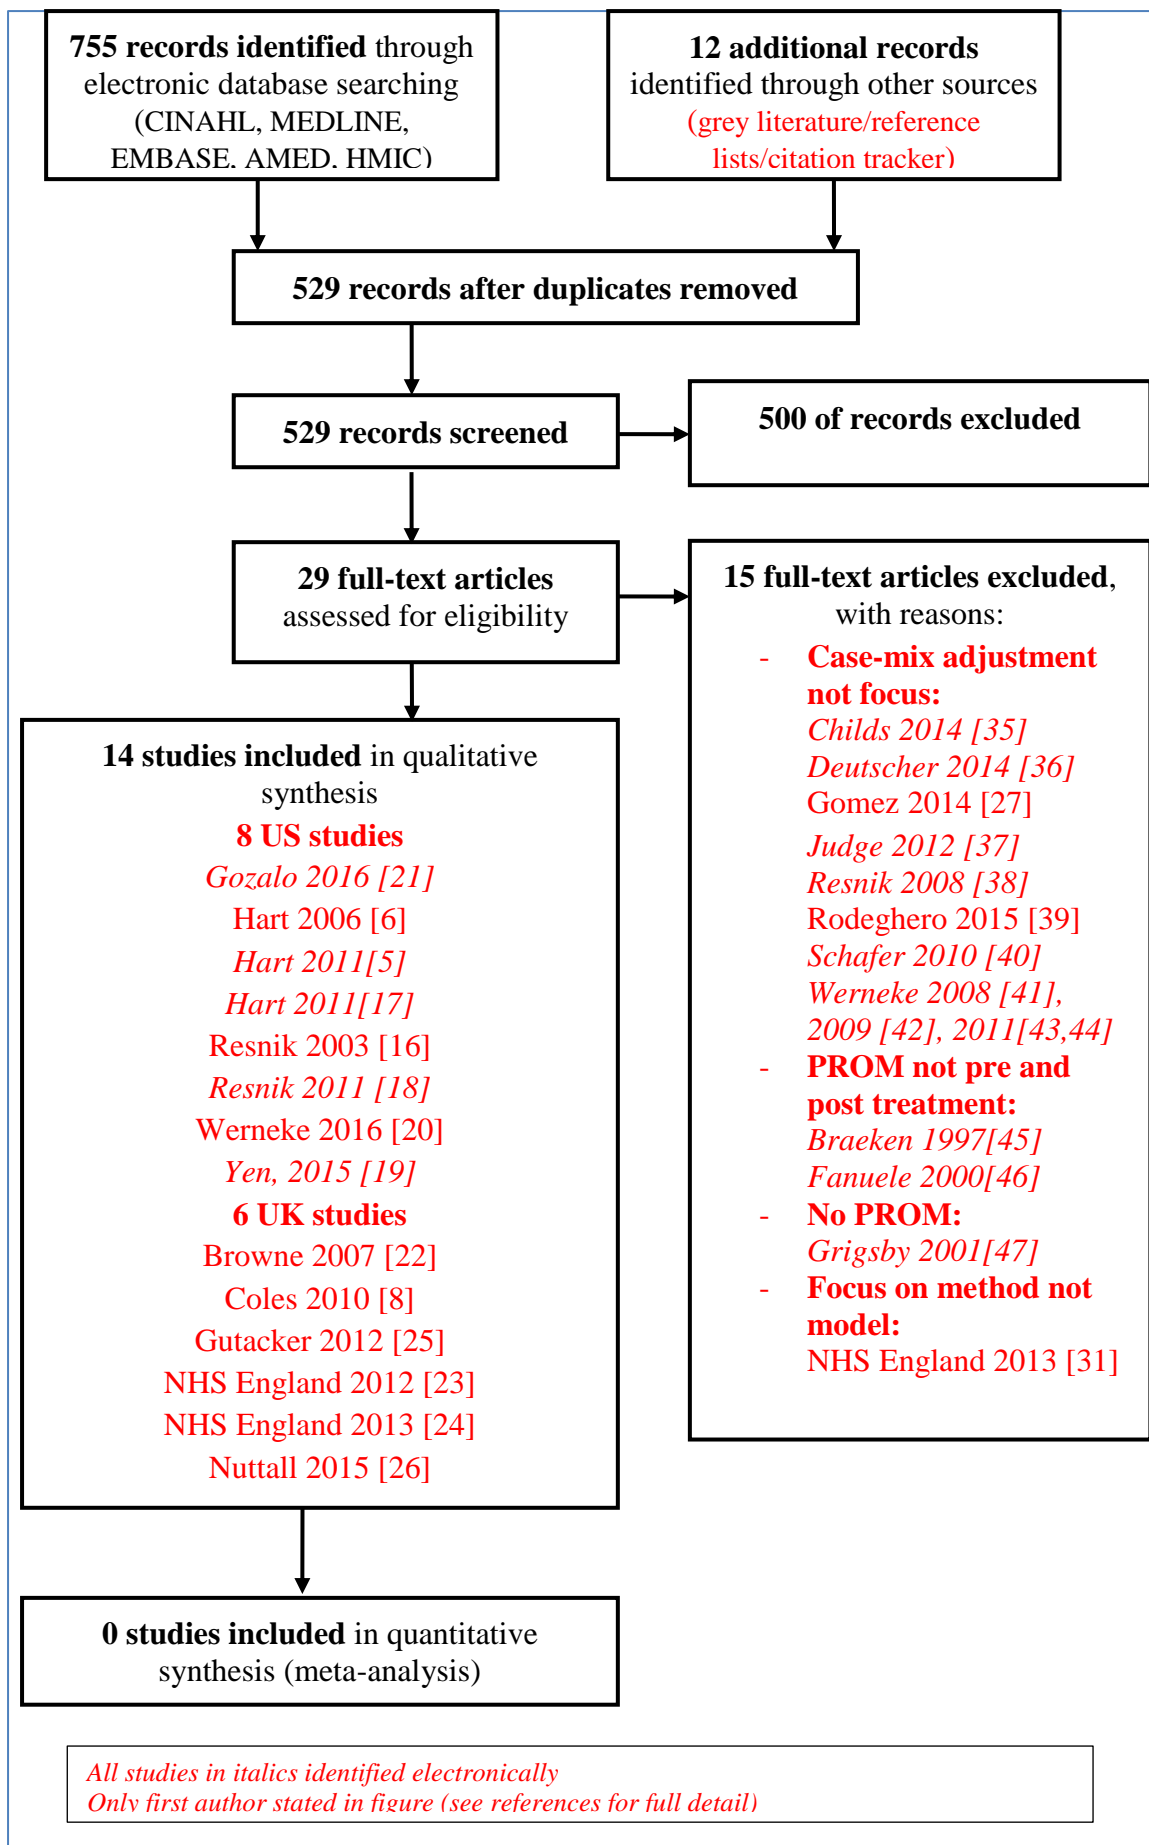 755 records identified through
electronic database searching
(CINAHL, MEDLINE,
EMBASE, AMED, HMIC)
12 additional records
identified through other sources
(grey literature/reference
lists/citation tracker)
529 records after duplicates removed
529 records screened
500 of records excluded
29 full-text articles
assessed for eligibility
15 full-text articles excluded,
with reasons:
- Case-mix adjustment
not focus:
Childs 2014 [35]
Deutscher 2014 [36]
Gomez 2014 [27]
Judge 2012 [37]
Resnik 2008 [38]
Rodeghero 2015 [39]
Schafer 2010 [40]
Werneke 2008 [41],
2009 [42], 2011[43,44]
- PROM not pre and
post treatment:
Braeken 1997[45]
Fanuele 2000[46]
- No PROM:
Grigsby 2001[47]
- Focus on method not
model:
NHS England 2013 [31]
14 studies included in qualitative
synthesis
8 US studies
Gozalo 2016 [21]
Hart 2006 [6]
Hart 2011[5]
Hart 2011[17]
Resnik 2003 [16]
Resnik 2011 [18]
Werneke 2016 [20]
Yen, 2015 [19]
6 UK studies
Browne 2007 [22]
Coles 2010 [8]
Gutacker 2012 [25]
NHS England 2012 [23]
NHS England 2013 [24]
Nuttall 2015 [26]
0 studies included in quantitative
synthesis (meta-analysis)
All studies in italics identified electronically
Only first author stated in figure (see references for full detail)